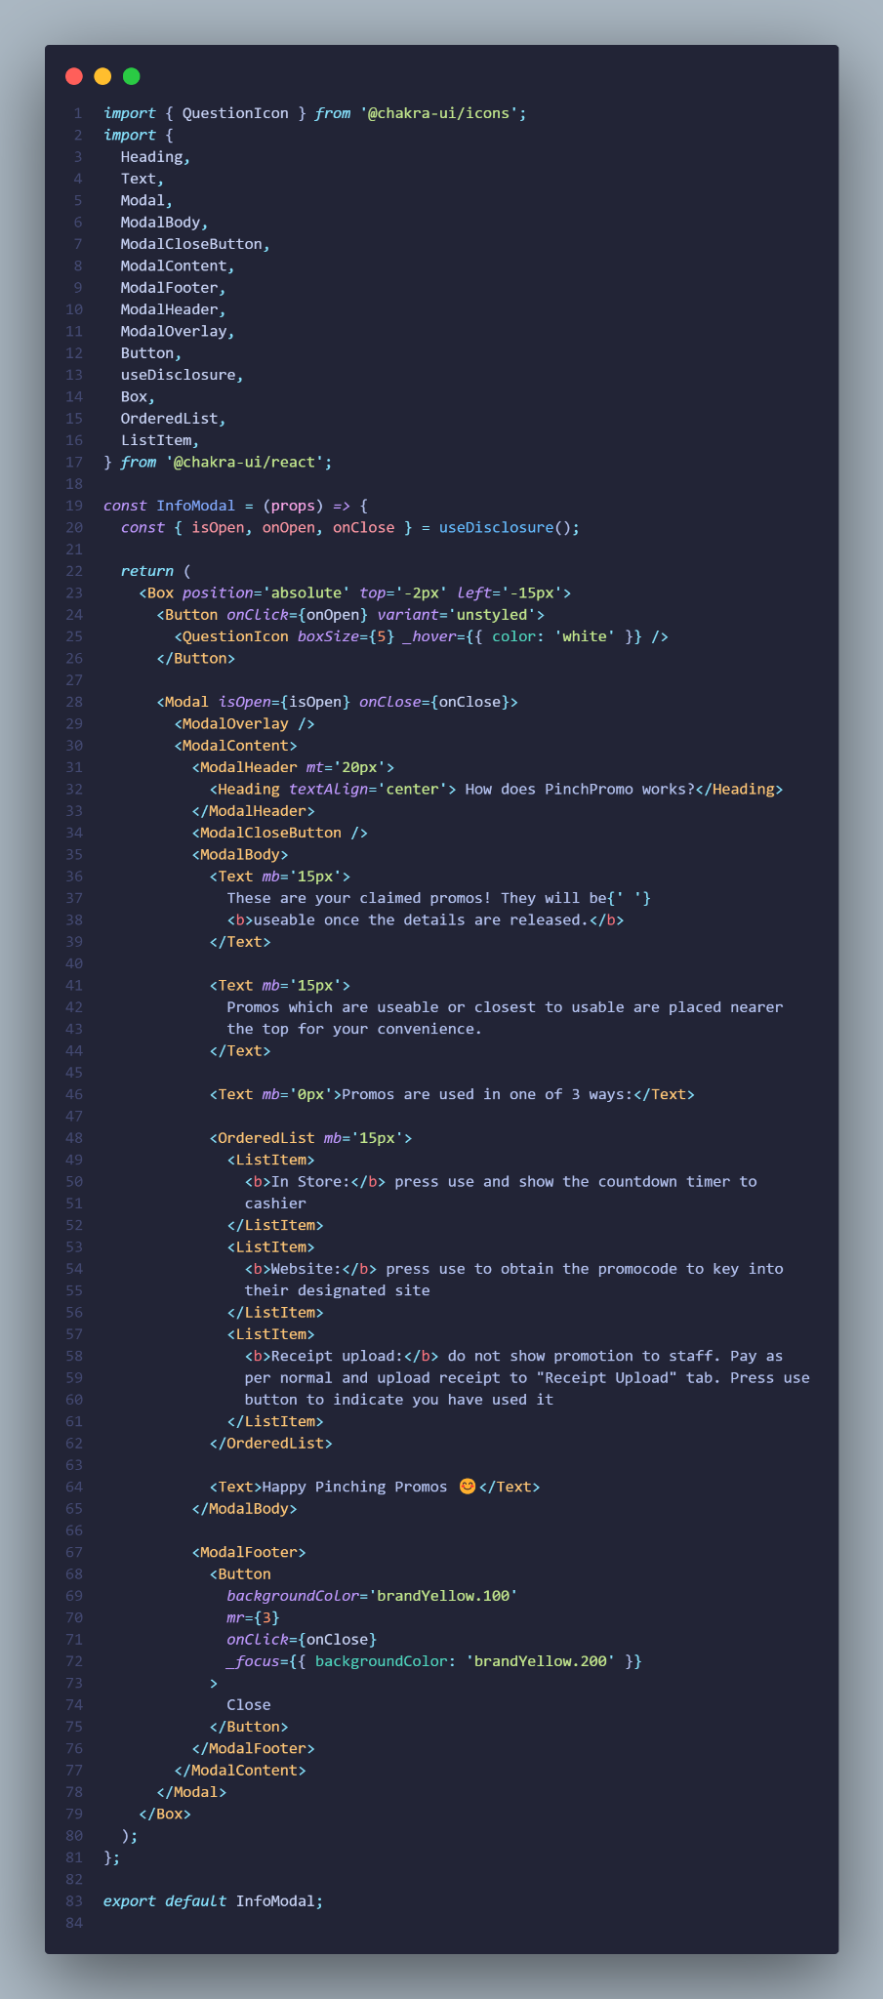 1 import { QuestionIcon } from '@chakra-ui/icons';
2 import {
3   Heading,
4   Text,
5   Modal,
6   ModalBody,
7   ModalCloseButton,
8   ModalContent,
9   ModalFooter,
10   ModalHeader,
11   ModalOverlay,
12   Button,
13   useDisclosure,
14   Box,
15   OrderedList,
16   ListItem,
17 } from '@chakra-ui/react';
18
19 const InfoModal = (props) => {
20   const { isOpen, onOpen, onClose } = useDisclosure();
21
22   return (
23     <Box position='absolute' top='-2px' left='-15px'>
24       <Button onClick={onOpen} variant='unstyled'>
25         <QuestionIcon boxSize={5} _hover={{ color: 'white' }} />
26       </Button>
27
28       <Modal isOpen={isOpen} onClose={onClose}>
29         <ModalOverlay />
30         <ModalContent>
31           <ModalHeader mt='20px'>
32             <Heading textAlign='center'> How does PinchPromo works?</Heading>
33           </ModalHeader>
34           <ModalCloseButton />
35           <ModalBody>
36             <Text mb='15px'>
37               These are your claimed promos! They will be{' '}
38               <b>useable once the details are released.</b>
39             </Text>
40
41             <Text mb='15px'>
42               Promos which are useable or closest to usable are placed nearer
43               the top for your convenience.
44             </Text>
45
46             <Text mb='0px'>Promos are used in one of 3 ways:</Text>
47
48             <OrderedList mb='15px'>
49               <ListItem>
50                 <b>In Store:</b> press use and show the countdown timer to
51                 cashier
52               </ListItem>
53               <ListItem>
54                 <b>Website:</b> press use to obtain the promocode to key into
55                 their designated site
56               </ListItem>
57               <ListItem>
58                 <b>Receipt upload:</b> do not show promotion to staff. Pay as
59                 per normal and upload receipt to "Receipt Upload" tab. Press use
60                 button to indicate you have used it
61               </ListItem>
62             </OrderedList>
63
64             <Text>Happy Pinching Promos 😊</Text>
65           </ModalBody>
66
67           <ModalFooter>
68             <Button
69               backgroundColor='brandYellow.100'
70               mr={3}
71               onClick={onClose}
72               _focus={{ backgroundColor: 'brandYellow.200' }}
73             >
74               Close
75             </Button>
76           </ModalFooter>
77         </ModalContent>
78       </Modal>
79     </Box>
80   );
81 };
82
83 export default InfoModal;
84